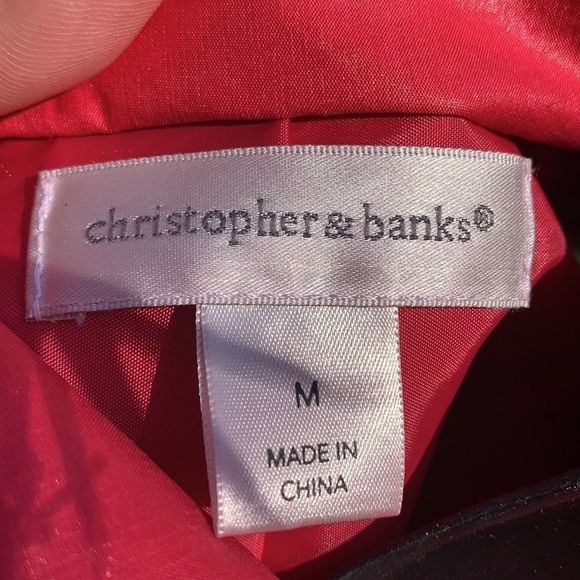 christopher & banks®
M
MADE IN
CHINA